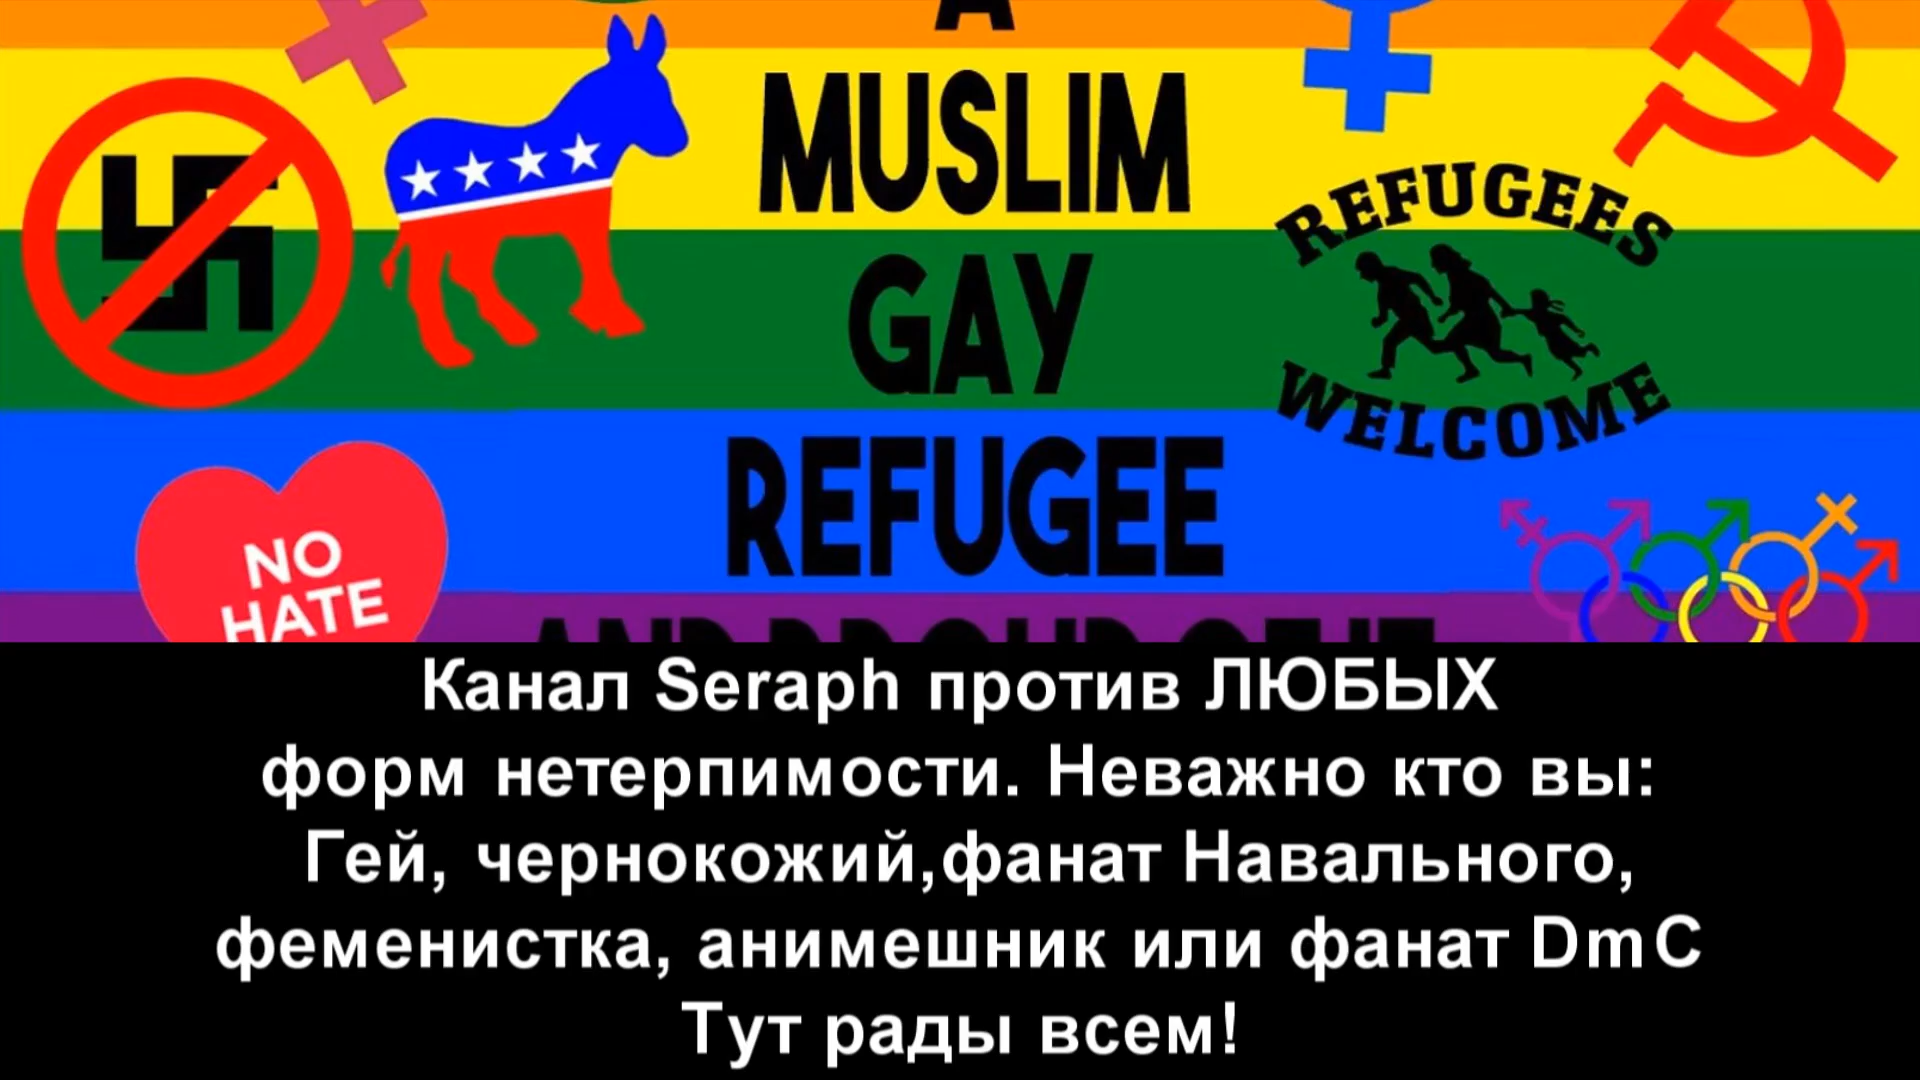 A
MUSLIM
GAY
REFUGEE
REFUGEES
WELCOME
NO
HATE
Канал Seraph против ЛЮБЫХ
форм нетерпимости. Неважно кто вы:
Гей, чернокожий,фанат Навального,
феменистка, анимешник или фанат DmC
Тут рады всем!